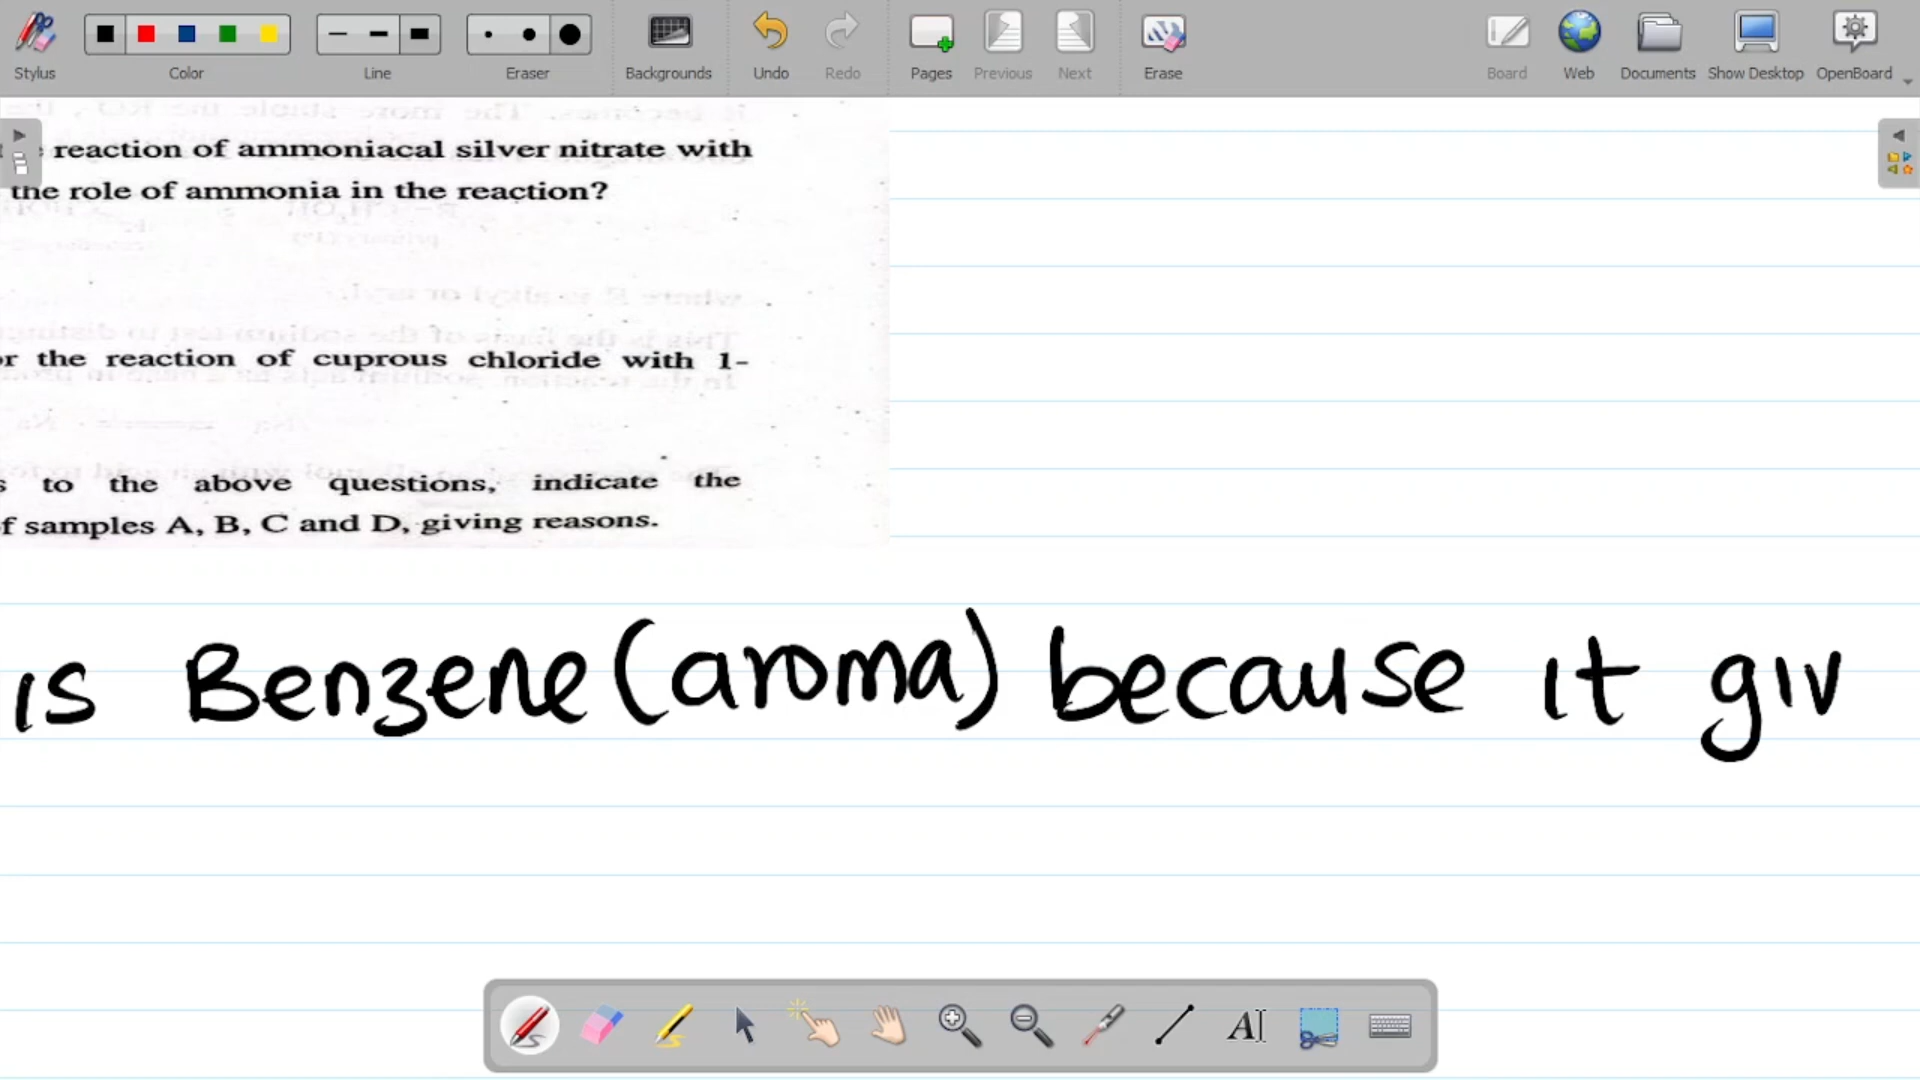 Stylus
Color
Line
Eraser
Backgrounds
Undo
Redo
Pages
Previous
Next
Erase
Board
Web
Documents
Show Desktop
OpenBoard
reaction of ammoniacal silver nitrate with
the role of ammonia in the reaction?
or the reaction of cuprous chloride with 1-
s to the above questions, indicate the
f samples A, B, C and D, giving reasons.
is Benzene (aroma) because it giv